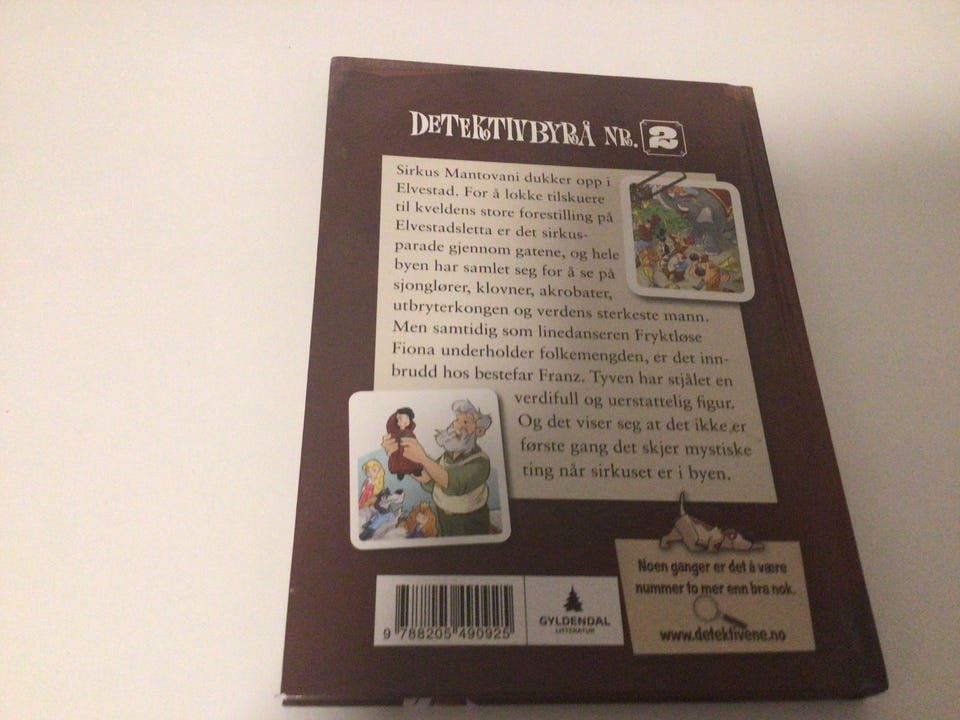 DETEKTIVBYRÅ NR. 2
Sirkus Mantovani dukker opp i
Elvestad. For å lokke tilskuere
til kveldens store forestilling på
Elvestadsletta er det sirkus-
parade gjennom gatene, og hele
byen har samlet seg for å se på
sjonglører, klovner, akrobater,
utbryterkongen og verdens sterkeste mann.
Men samtidig som linedanseren Fryktløse
Fiona underholder folkemengden, er det inn-
brudd hos bestefar Franz. Tyven har stjålet en
verdifull og uerstattelig figur.
Og det viser seg at det ikke er
første gang det skjer mystiske
ting når sirkuset er i byen.
Noen ganger er det å være
nummer to mer enn bra nok.
www.detektivene.no
9 788205 490925
GYLDENDAL
LITTERATUR